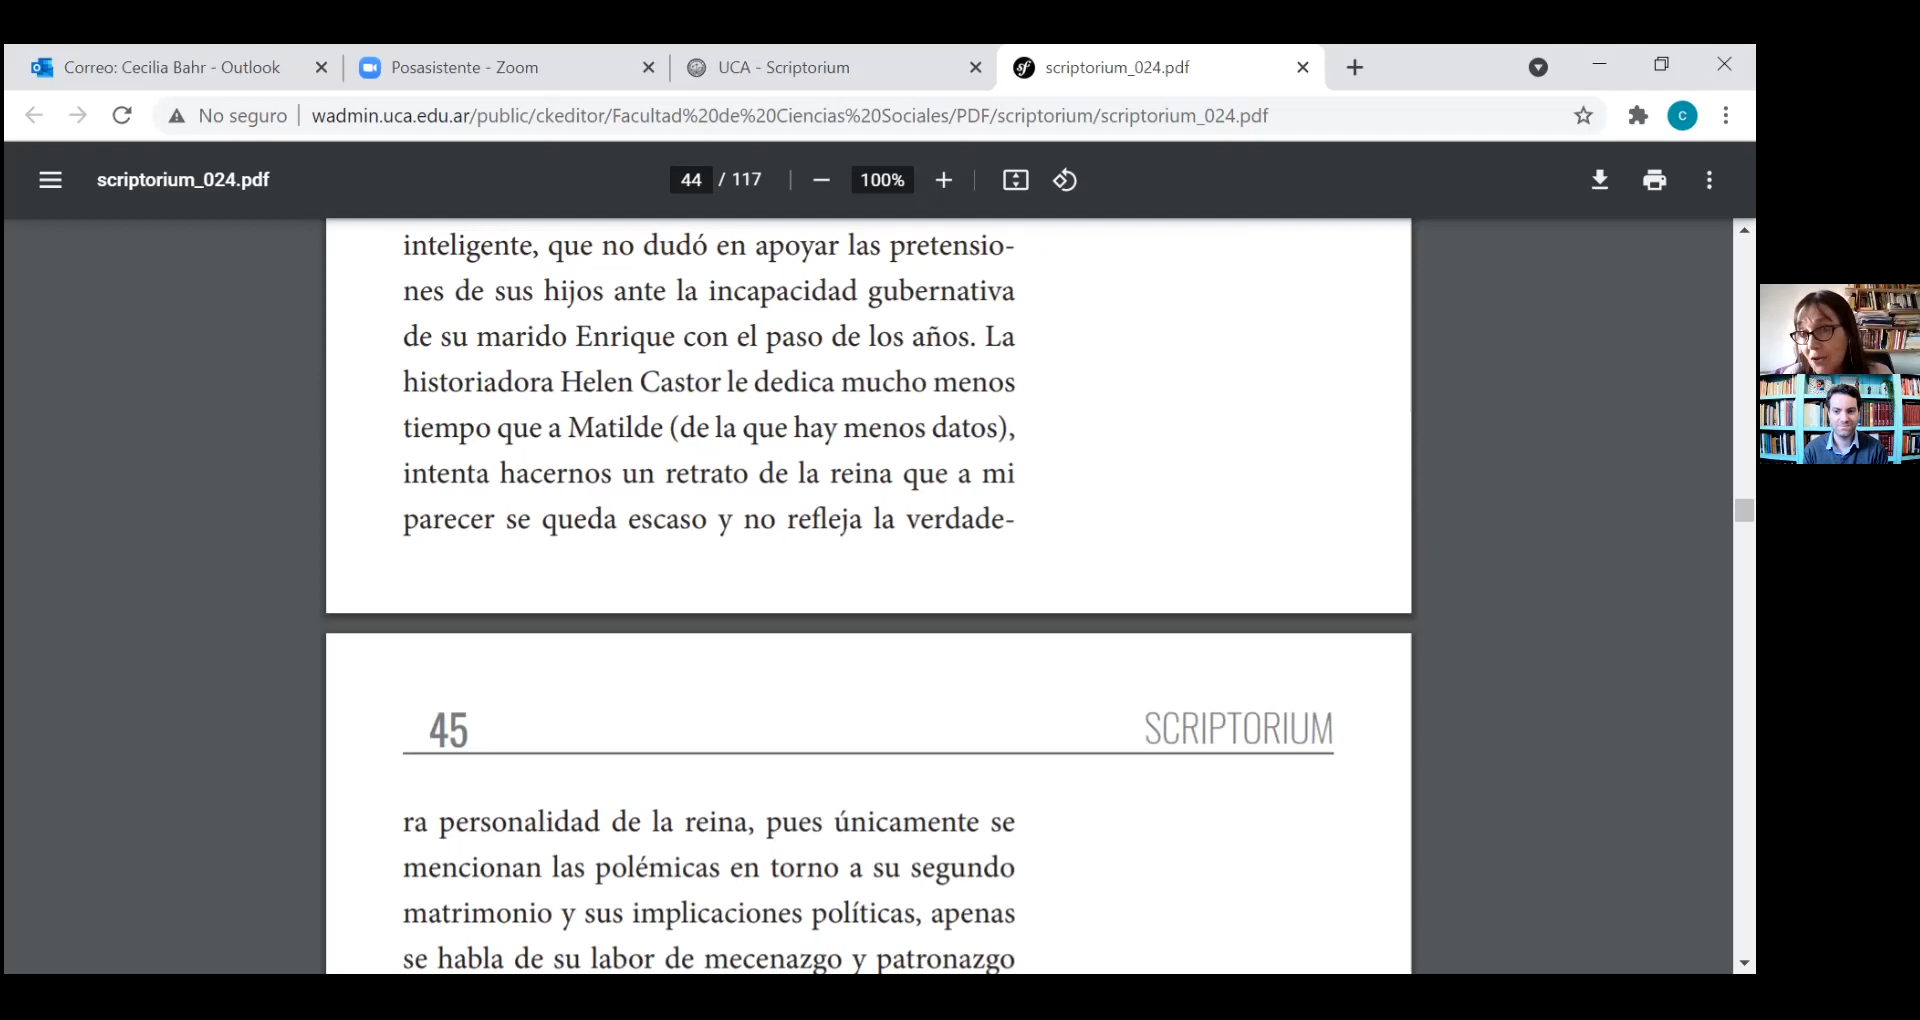 Correo: Cecilia Bahr - Outlook
Posasistente - Zoom
UCA - Scriptorium
scriptorium_024.pdf
No seguro
wadmin.uca.edu.ar/public/ckeditor/Facultad%20de%20Ciencias%20Sociales/PDF/scriptorium/scriptorium_024.pdf
C
scriptorium_024.pdf
44 / 117
100%
inteligente, que no dudó en apoyar las pretensio-
nes de sus hijos ante la incapacidad gubernativa
de su marido Enrique con el paso de los años. La
historiadora Helen Castor le dedica mucho menos
tiempo que a Matilde (de la que hay menos datos),
intenta hacernos un retrato de la reina que a mi
parecer se queda escaso y no refleja la verdade-
45
SCRIPTORIUM
ra personalidad de la reina, pues únicamente se
mencionan las polémicas en torno a su segundo
matrimonio y sus implicaciones políticas, apenas
se habla de su labor de mecenazgo y patronazgo